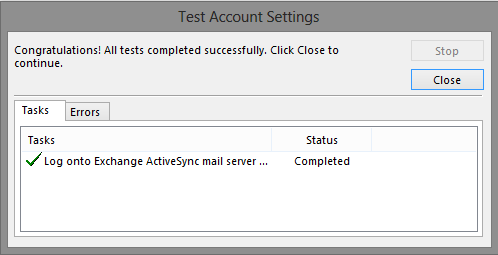 Test Account Settings
Congratulations! All tests completed successfully. Click Close to
continue.
Stop
Close
Tasks Errors
Tasks Status
Log onto Exchange ActiveSync mail server ... Completed